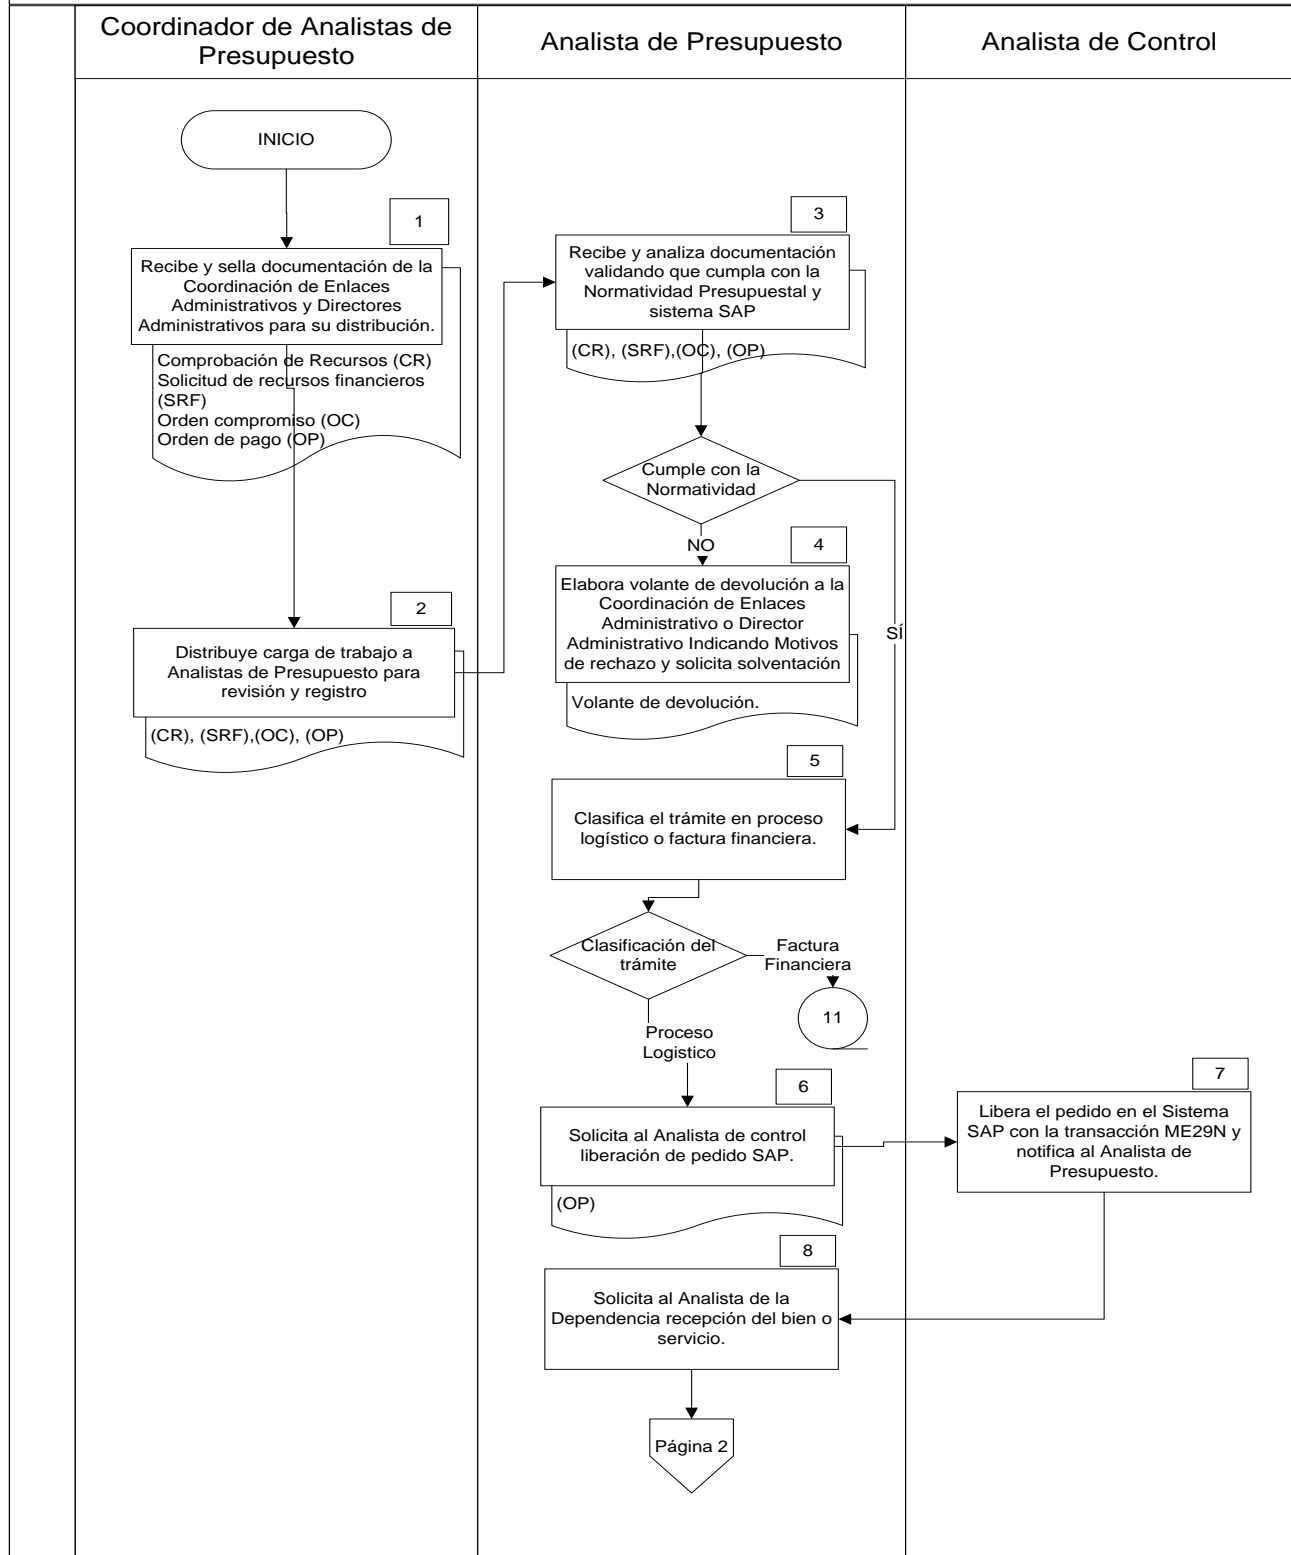 Coordinador de Analistas de
Presupuesto
Analista de Presupuesto
Analista de Control
INICIO
1
Recibe y sella documentación de la
Coordinación de Enlaces
Administrativos y Directores
Administrativos para su distribución.
Comprobación de Recursos (CR)
Solicitud de recursos financieros
(SRF)
Orden compromiso (OC)
Orden de pago (OP)
2
Distribuye carga de trabajo a
Analistas de Presupuesto para
revisión y registro
(CR), (SRF),(OC), (OP)
3
Recibe y analiza documentación
validando que cumpla con la
Normatividad Presupuestal y
sistema SAP
(CR), (SRF),(OC), (OP)
Cumple con la
Normatividad
NO
SÍ
4
Elabora volante de devolución a la
Coordinación de Enlaces
Administrativo o Director
Administrativo Indicando Motivos
de rechazo y solicita solventación
Volante de devolución.
5
Clasifica el trámite en proceso
logístico o factura financiera.
Clasificación del
trámite
Factura
Financiera
11
Proceso
Logistico
6
Solicita al Analista de control
liberación de pedido SAP.
(OP)
7
Libera el pedido en el Sistema
SAP con la transacción ME29N y
notifica al Analista de
Presupuesto.
8
Solicita al Analista de la
Dependencia recepción del bien o
servicio.
Página 2